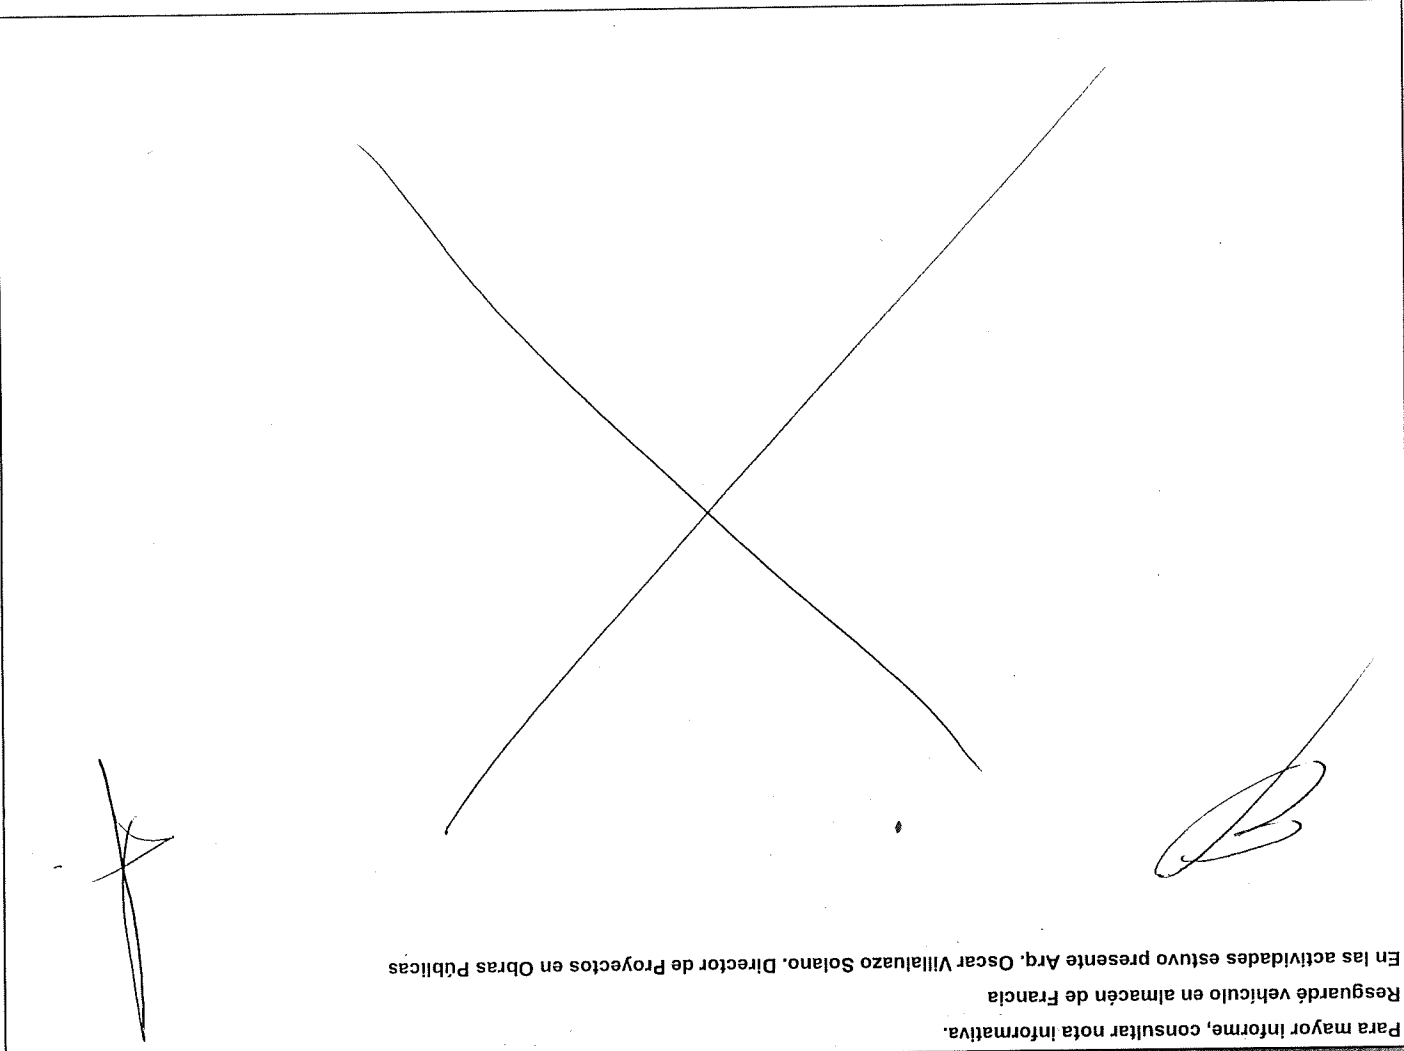 Para mayor informe, consultar nota informativa.
Resguardé vehículo en almacén de Francia
En las actividades estuvo presente Arq. Oscar Villaluazo Solano. Director de Proyectos en Obras Públicas